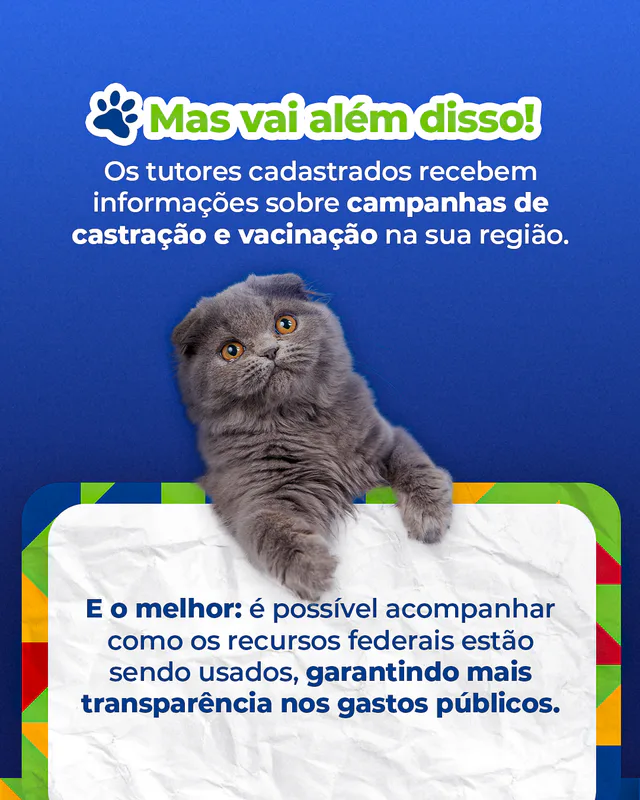 Mas vai além disso!
Os tutores cadastrados recebem
informações sobre campanhas de
castração e vacinação na sua região.
E o melhor: é possível acompanhar
como os recursos federais estão
sendo usados, garantindo mais
transparência nos gastos públicos.